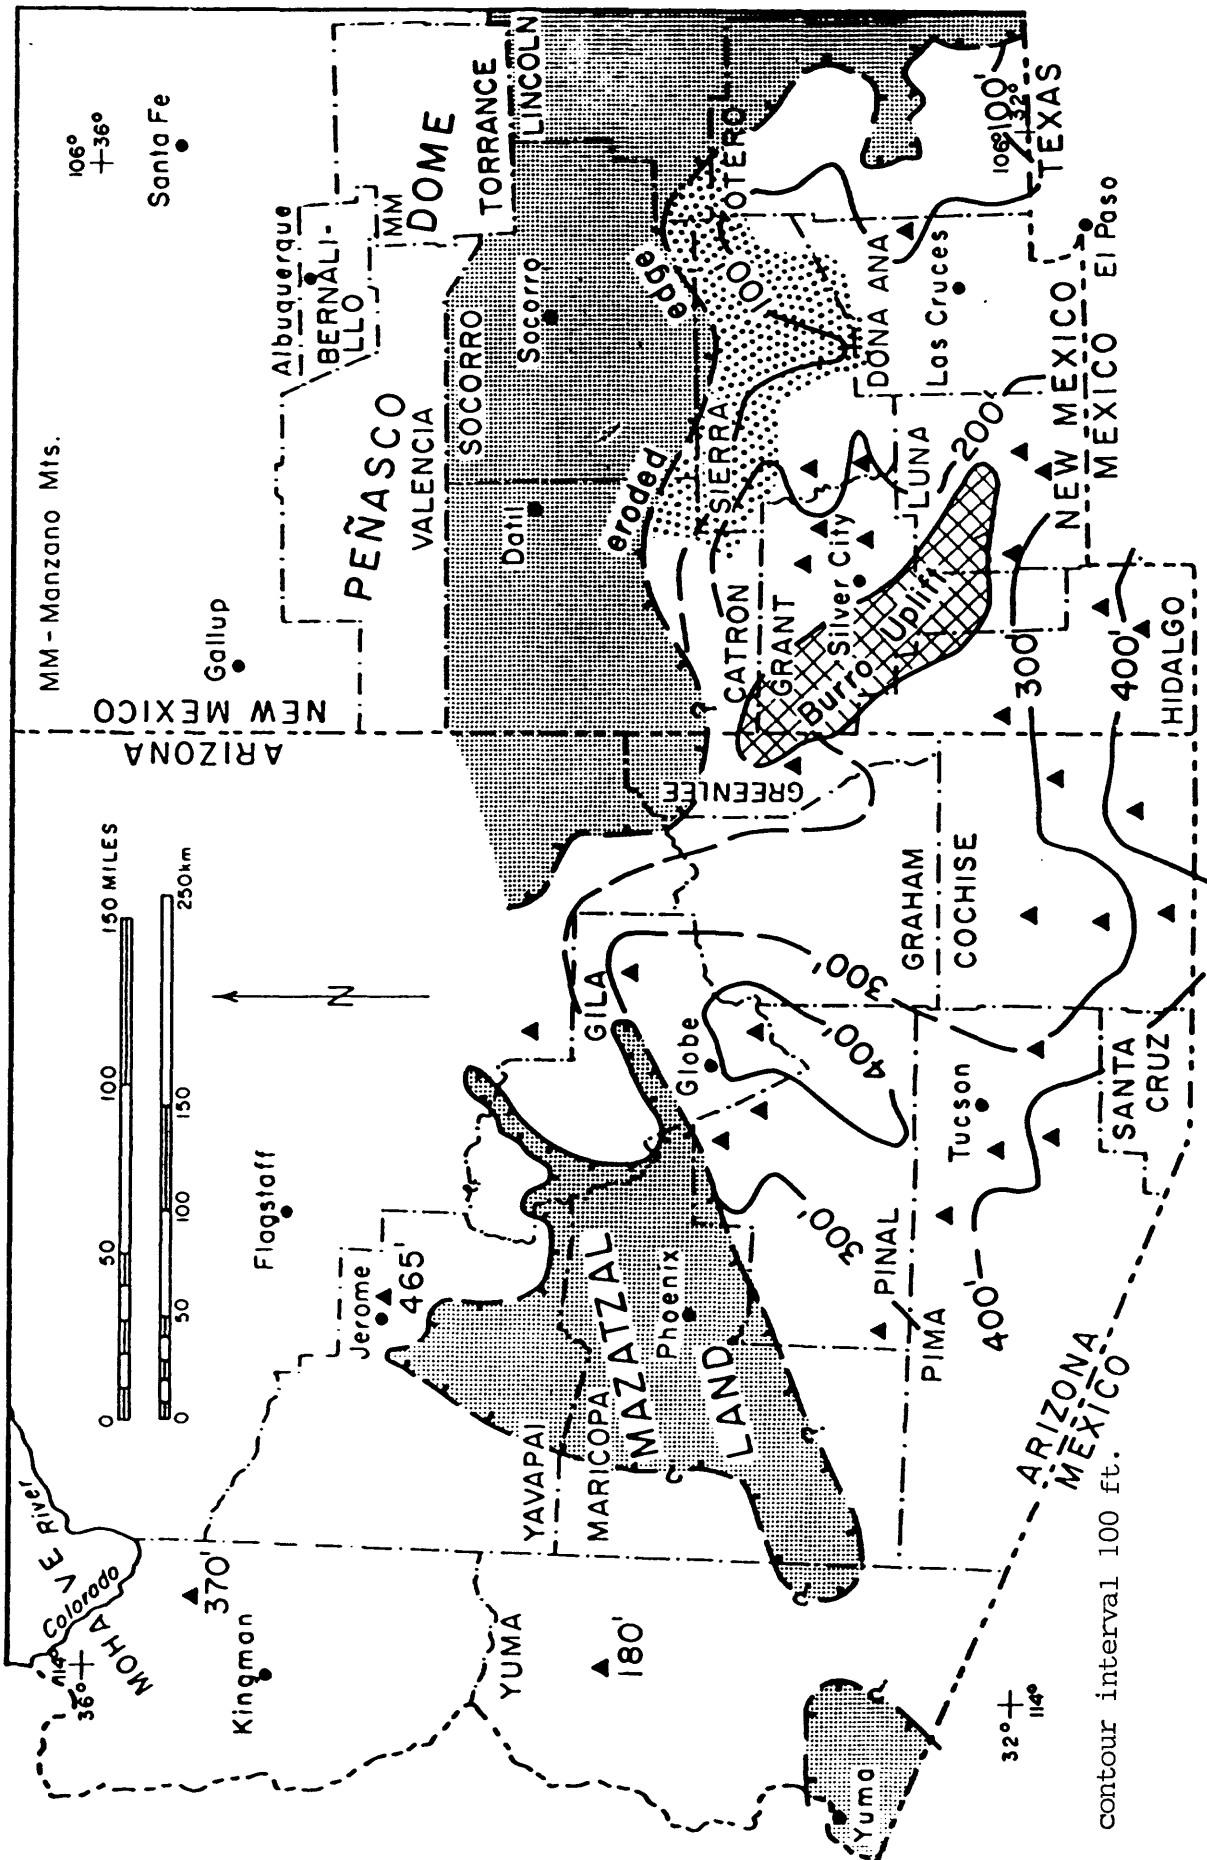 MM-Manzano Mts.
106°
36°
Santa Fe
Gallup
Albuquerque
BERNALI-
LLO
MM
ARIZONA
NEW MEXICO
PEÑASCO
DOME
VALENCIA
TORRANCE
LINCOLN
SOCORRO
Socorro
Datil
eroded
edge
SIERRA
OTERO
100'
CATRON
GRANT
Silver City
LUNA
DONA ANA
Las Cruces
200'
100'
106°
32°
TEXAS
El Paso
NEW MEXICO
MEXICO
Burro Uplift
300'
400'
HIDALGO
GREENLEE
GRAHAM
COCHISE
0 50 100 150 MILES
0 50 100 150 250km
N
Flagstaff
Jerome
465'
GILA
Globe
300'
400'
Tucson
SANTA
CRUZ
YAVAPAI
MARICOPA
MAZATZAL
LAND
Phoenix
300'
PINAL
PIMA
400'
ARIZONA
MEXICO
Colorado River
MOHAVE
114°
36°
370'
Kingman
YUMA
180'
Yuma
32°
114°
contour interval 100 ft.